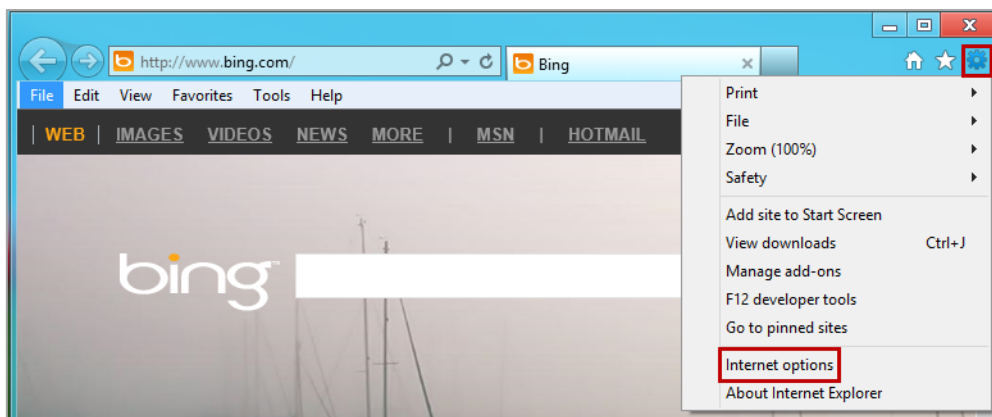 http://www.bing.com/
Bing
File Edit View Favorites Tools Help
| WEB | IMAGES VIDEOS NEWS MORE | MSN | HOTMAIL
bing™
Print
File
Zoom (100%)
Safety
Add site to Start Screen
View downloads Ctrl+J
Manage add-ons
F12 developer tools
Go to pinned sites
Internet options
About Internet Explorer